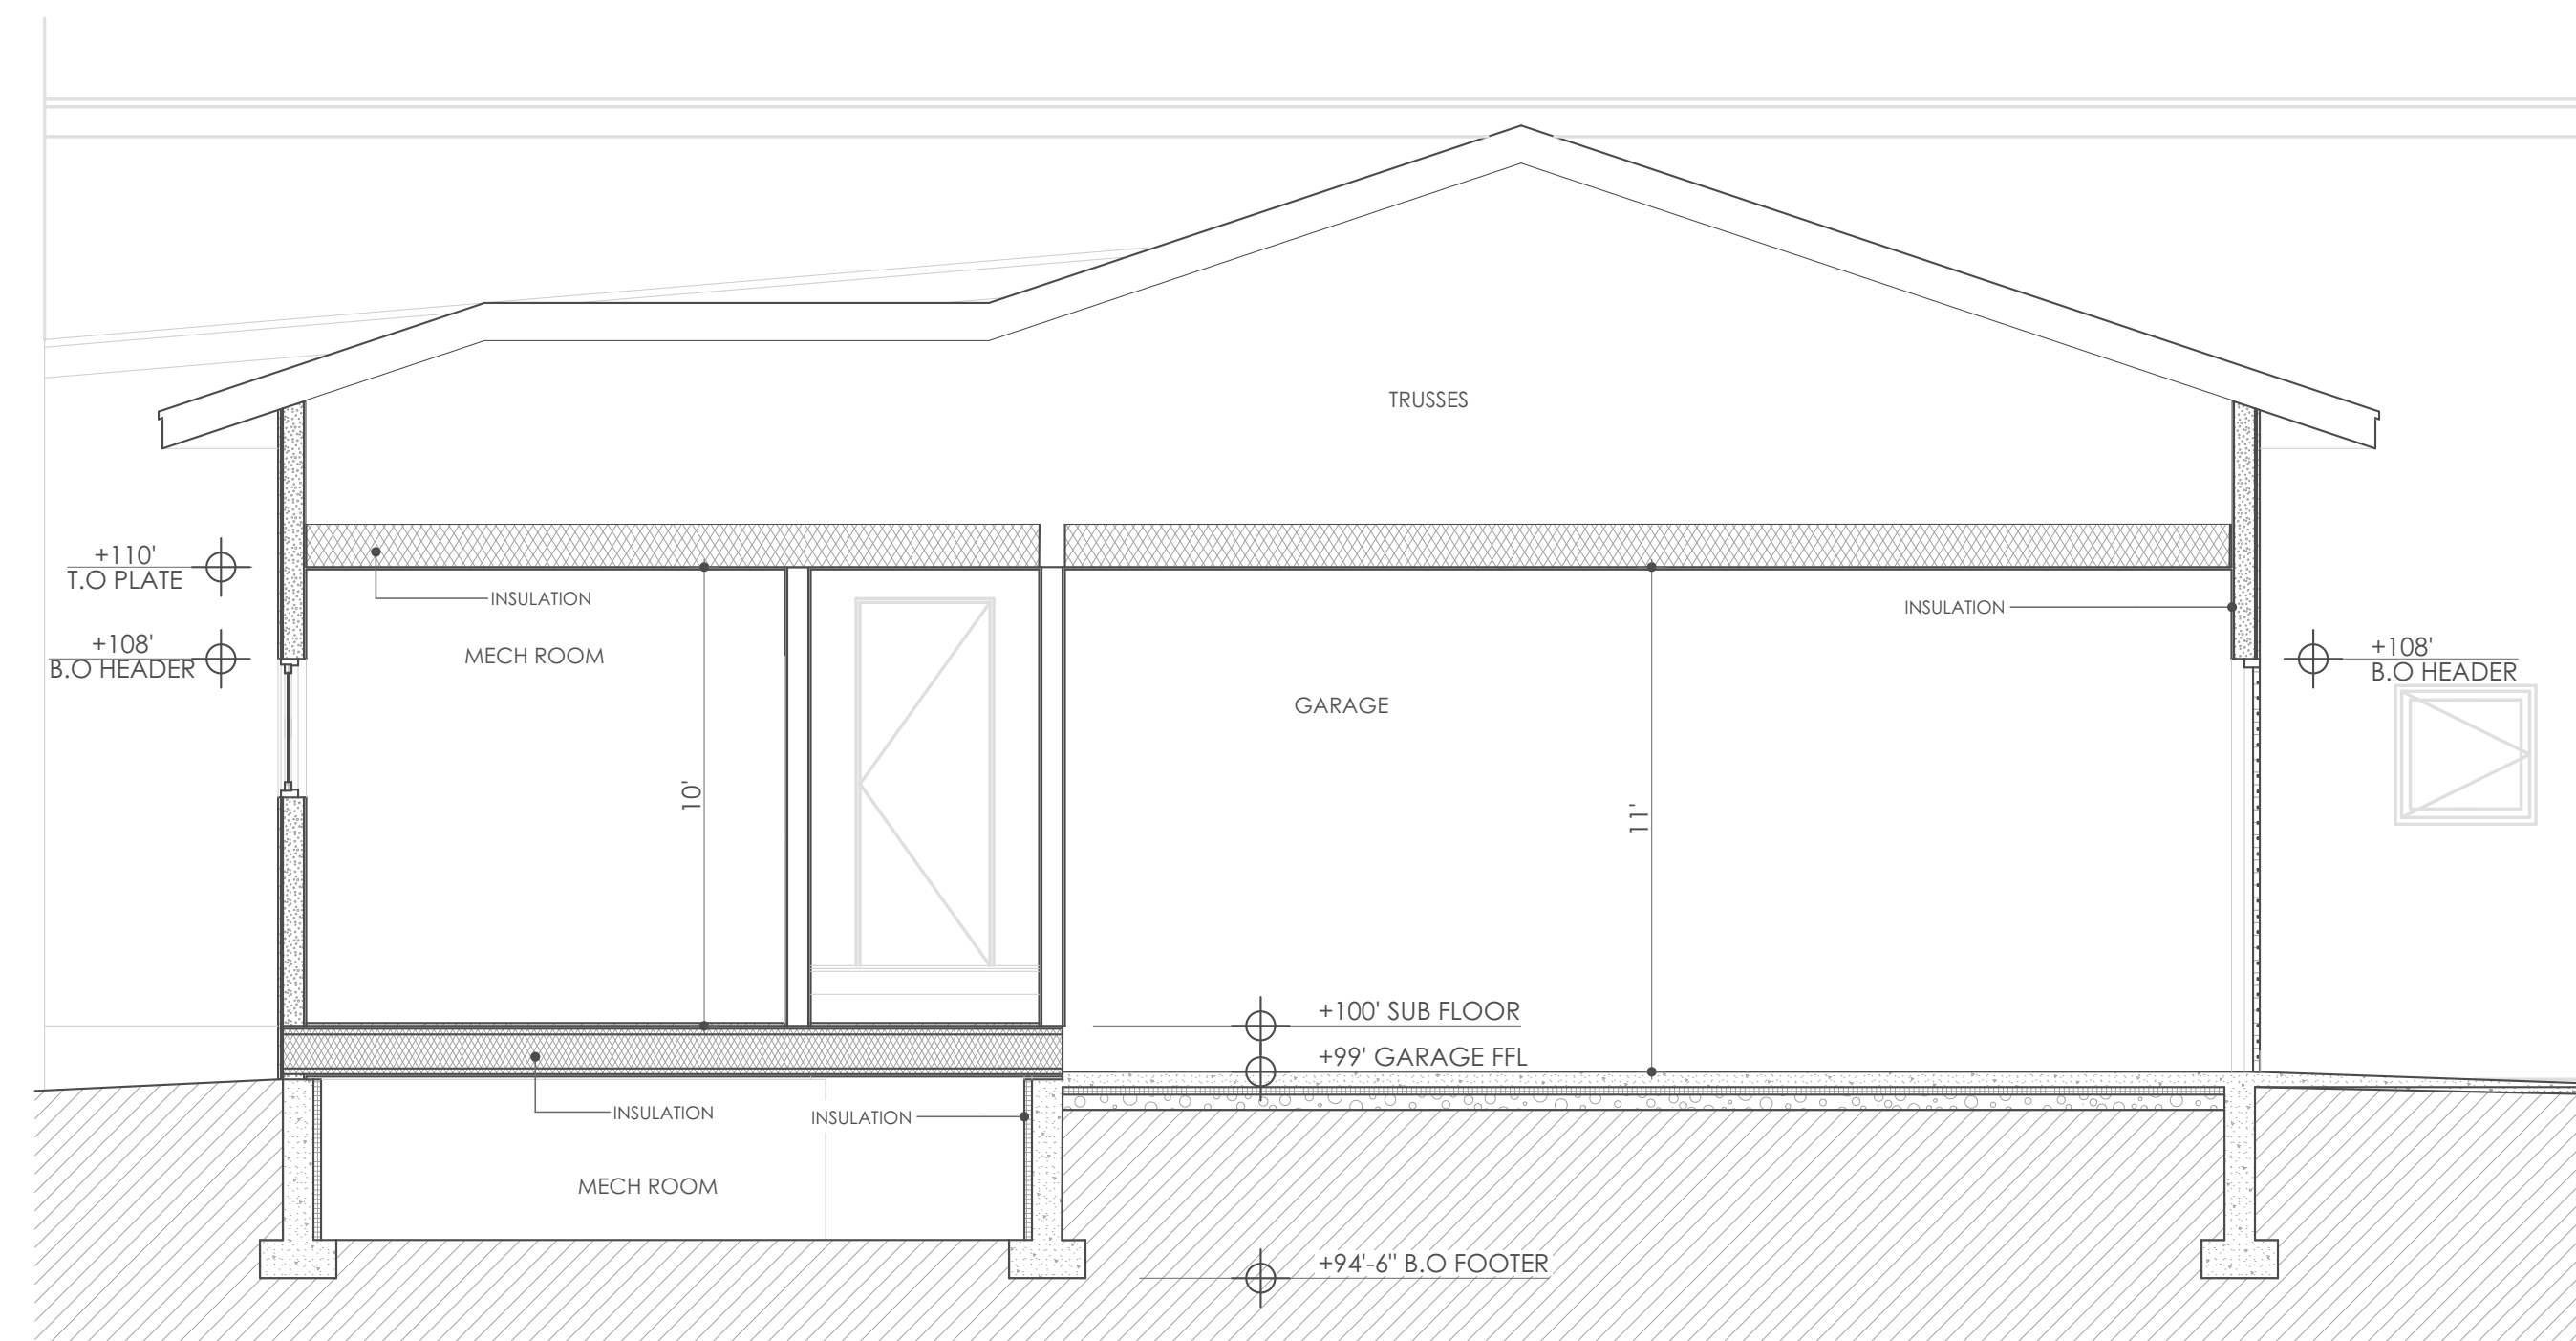 TRUSSES
+110'
T.O PLATE
INSULATION
INSULATION
+108'
B.O HEADER
MECH ROOM
+108'
B.O HEADER
GARAGE
10'
11'
+100' SUB FLOOR
+99' GARAGE FFL
INSULATION
INSULATION
MECH ROOM
+94'-6" B.O FOOTER